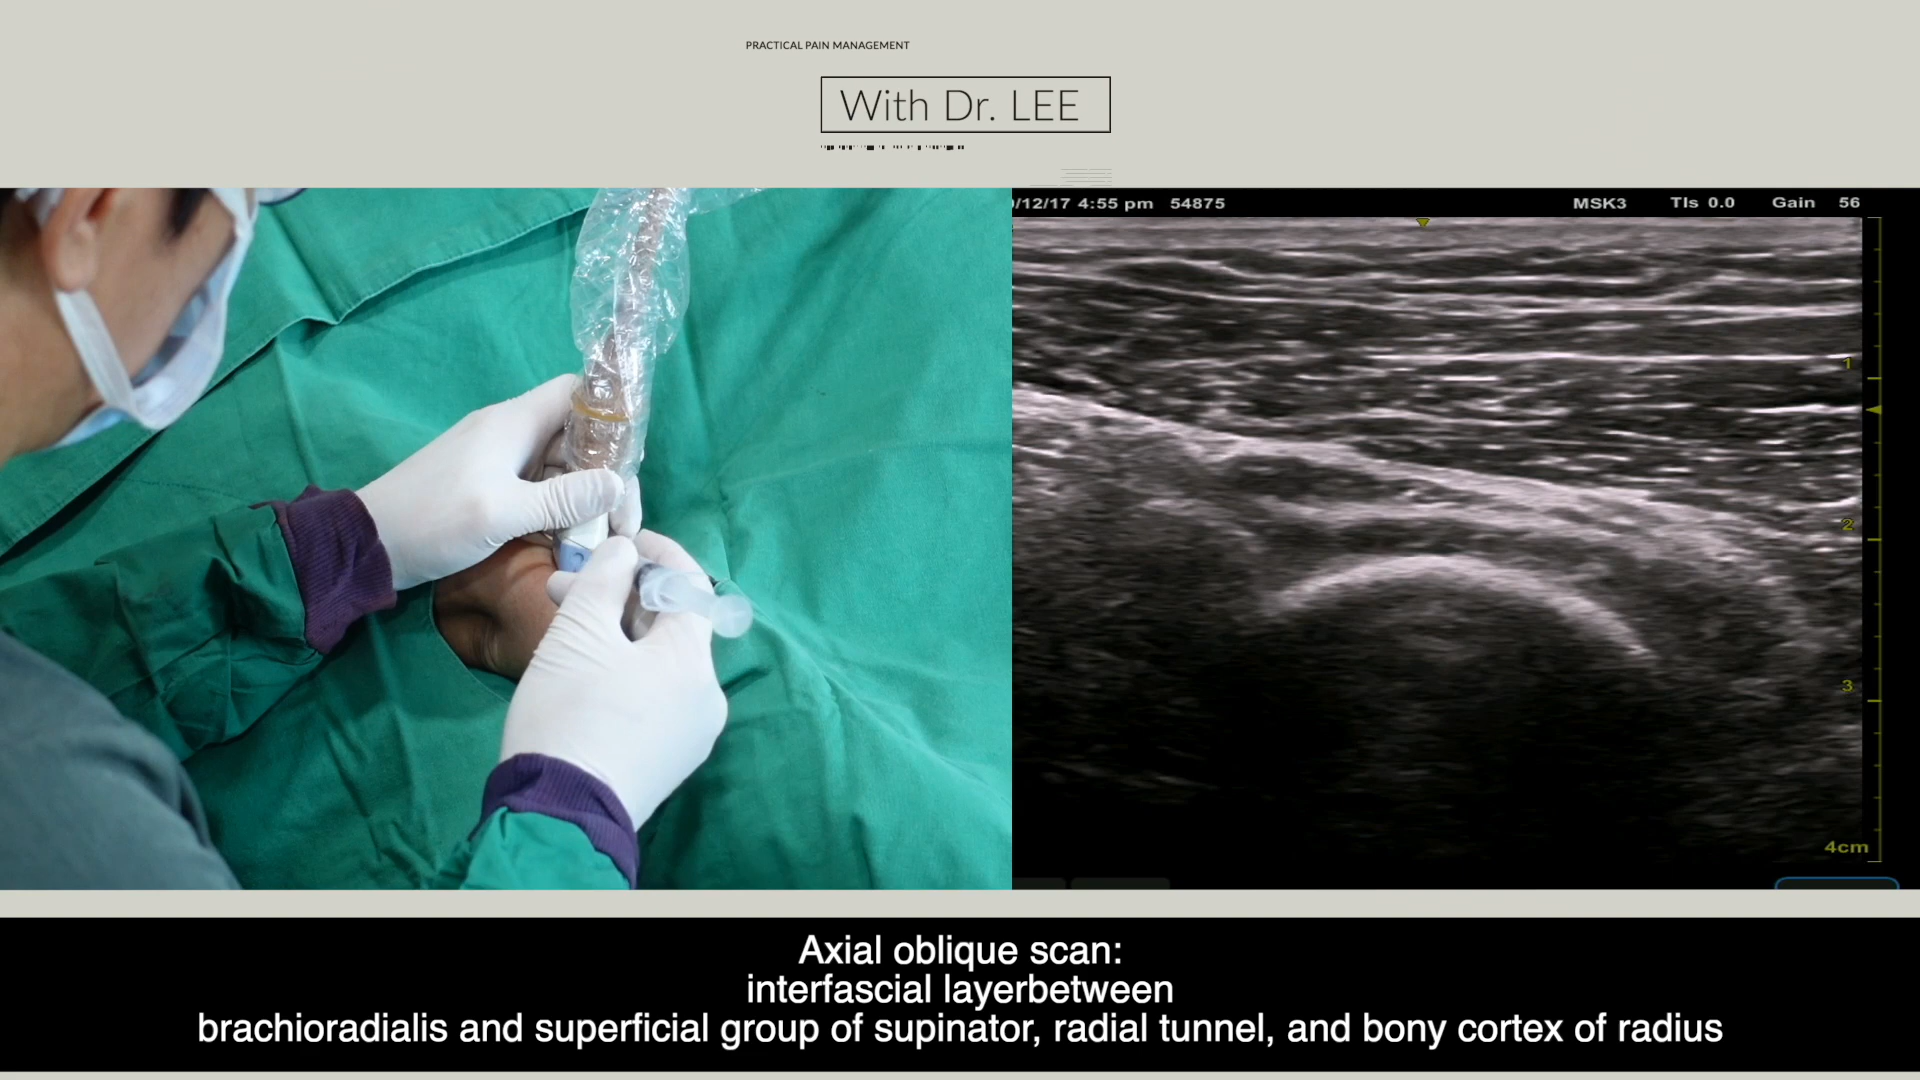 PRACTICAL PAIN MANAGEMENT
With Dr. LEE
/12/17 4:55 pm 54875 MSK3 TIs 0.0 Gain 56
1
2
3
4cm
Axial oblique scan:
interfascial layerbetween
brachioradialis and superficial group of supinator, radial tunnel, and bony cortex of radius